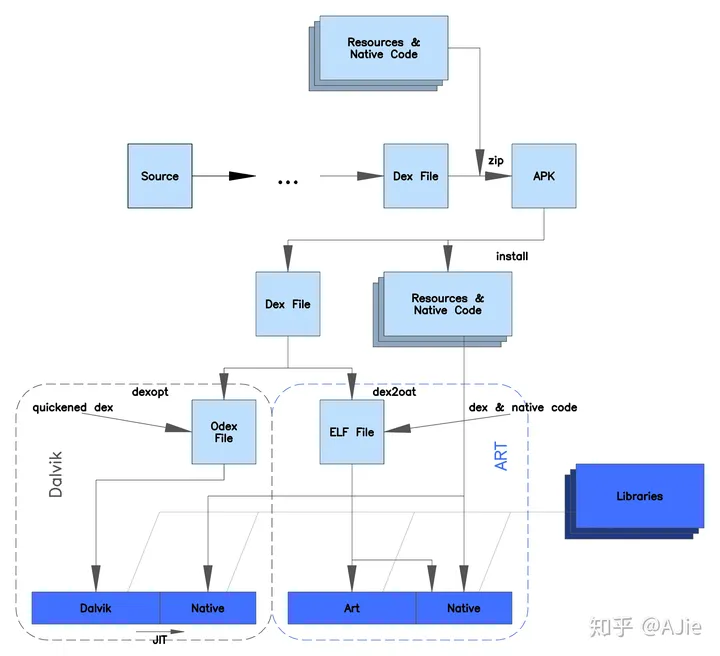 Resources &
Native Code
Source
...
Dex File
zip
APK
install
Dex File
Resources &
Native Code
dexopt
dex2oat
quickened dex
Odex
File
ELF File
dex & native code
Dalvik
ART
Libraries
Dalvik
Native
Art
Native
JIT
知乎 @AJie